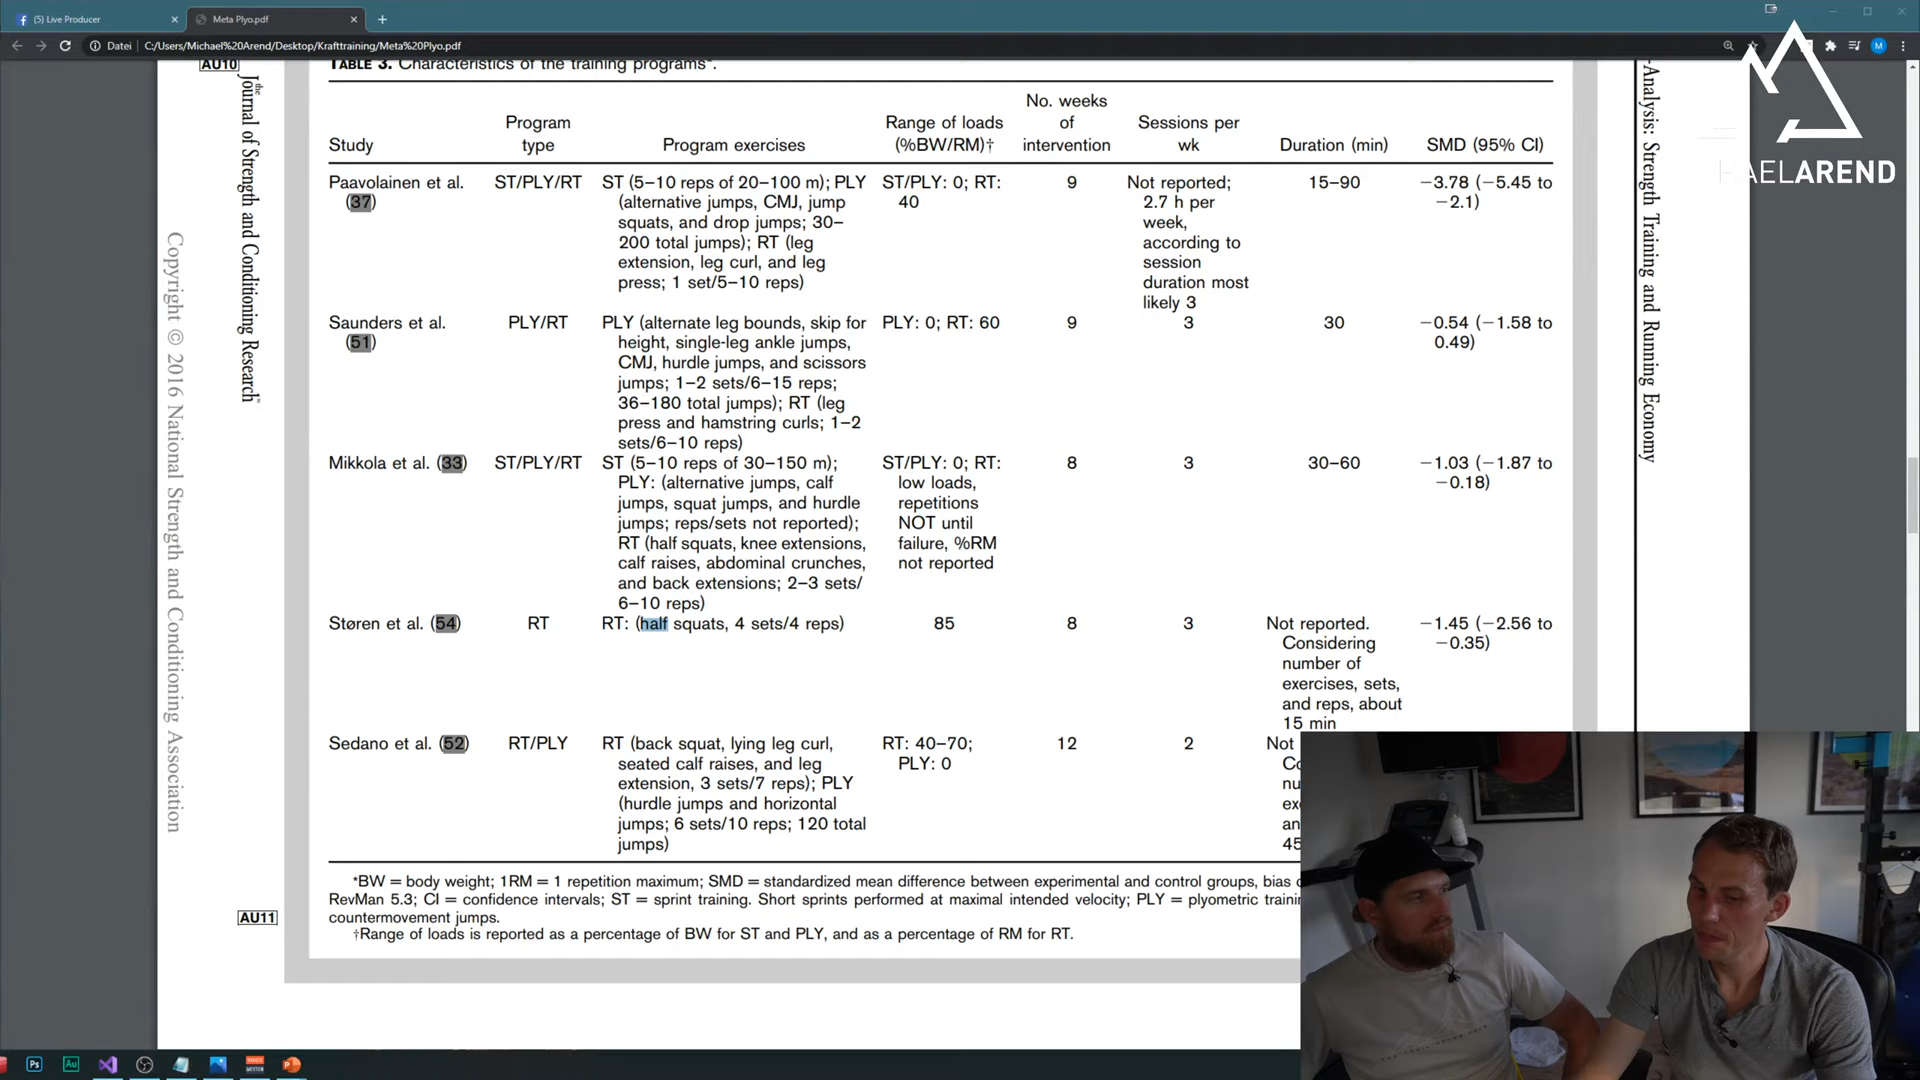 (5) Live Producer
Meta Plyo.pdf
Datei C:/Users/Michael%20Arend/Desktop/Krafttraining/Meta%20Plyo.pdf
M
HAELAREND
AU10
TABLE 3. Characteristics of the training programs*.
the
Journal of Strength and Conditioning Research
Copyright © 2016 National Strength and Conditioning Association
-Analysis: Strength Training and Running Economy
Study
Program type
Program exercises
Range of loads (%BW/RM)†
No. weeks of intervention
Sessions per wk
Duration (min)
SMD (95% CI)
Paavolainen et al. (37)
ST/PLY/RT
ST (5–10 reps of 20–100 m); PLY
(alternative jumps, CMJ, jump
squats, and drop jumps; 30–
200 total jumps); RT (leg
extension, leg curl, and leg
press; 1 set/5–10 reps)
ST/PLY: 0; RT:
40
9
Not reported;
2.7 h per
week,
according to
session
duration most
likely 3
15–90
−3.78 (−5.45 to
−2.1)
Saunders et al. (51)
PLY/RT
PLY (alternate leg bounds, skip for
height, single-leg ankle jumps,
CMJ, hurdle jumps, and scissors
jumps; 1–2 sets/6–15 reps;
36–180 total jumps); RT (leg
press and hamstring curls; 1–2
sets/6–10 reps)
PLY: 0; RT: 60
9
3
30
−0.54 (−1.58 to
0.49)
Mikkola et al. (33)
ST/PLY/RT
ST (5–10 reps of 30–150 m);
PLY: (alternative jumps, calf
jumps, squat jumps, and hurdle
jumps; reps/sets not reported);
RT (half squats, knee extensions,
calf raises, abdominal crunches,
and back extensions; 2–3 sets/
6–10 reps)
ST/PLY: 0; RT:
low loads,
repetitions
NOT until
failure, %RM
not reported
8
3
30–60
−1.03 (−1.87 to
−0.18)
Støren et al. (54)
RT
RT: (half squats, 4 sets/4 reps)
85
8
3
Not reported.
Considering
number of
exercises, sets,
and reps, about
15 min
−1.45 (−2.56 to
−0.35)
Sedano et al. (52)
RT/PLY
RT (back squat, lying leg curl,
seated calf raises, and leg
extension, 3 sets/7 reps); PLY
(hurdle jumps and horizontal
jumps; 6 sets/10 reps; 120 total
jumps)
RT: 40–70;
PLY: 0
12
2
Not
Co
nu
ex
an
45
*BW = body weight; 1RM = 1 repetition maximum; SMD = standardized mean difference between experimental and control groups, bias c
RevMan 5.3; CI = confidence intervals; ST = sprint training. Short sprints performed at maximal intended velocity; PLY = plyometric trainin
countermovement jumps.
†Range of loads is reported as a percentage of BW for ST and PLY, and as a percentage of RM for RT.
AU11
Ps
Au